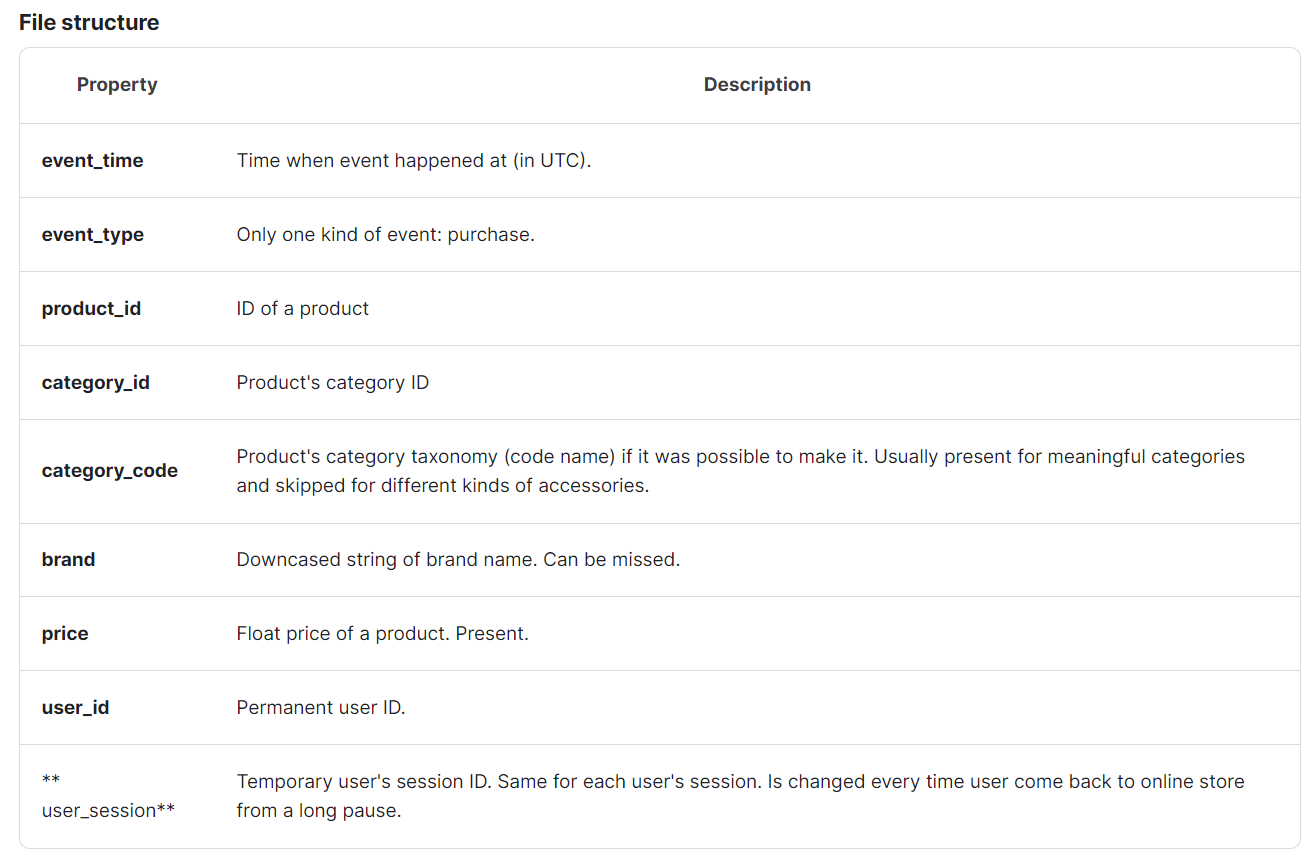 File structure
Property Description
event_time Time when event happened at (in UTC).
event_type Only one kind of event: purchase.
product_id ID of a product
category_id Product's category ID
category_code Product's category taxonomy (code name) if it was possible to make it. Usually present for meaningful categories
and skipped for different kinds of accessories.
brand Downcased string of brand name. Can be missed.
price Float price of a product. Present.
user_id Permanent user ID.
** Temporary user's session ID. Same for each user's session. Is changed every time user come back to online store
user_session** from a long pause.